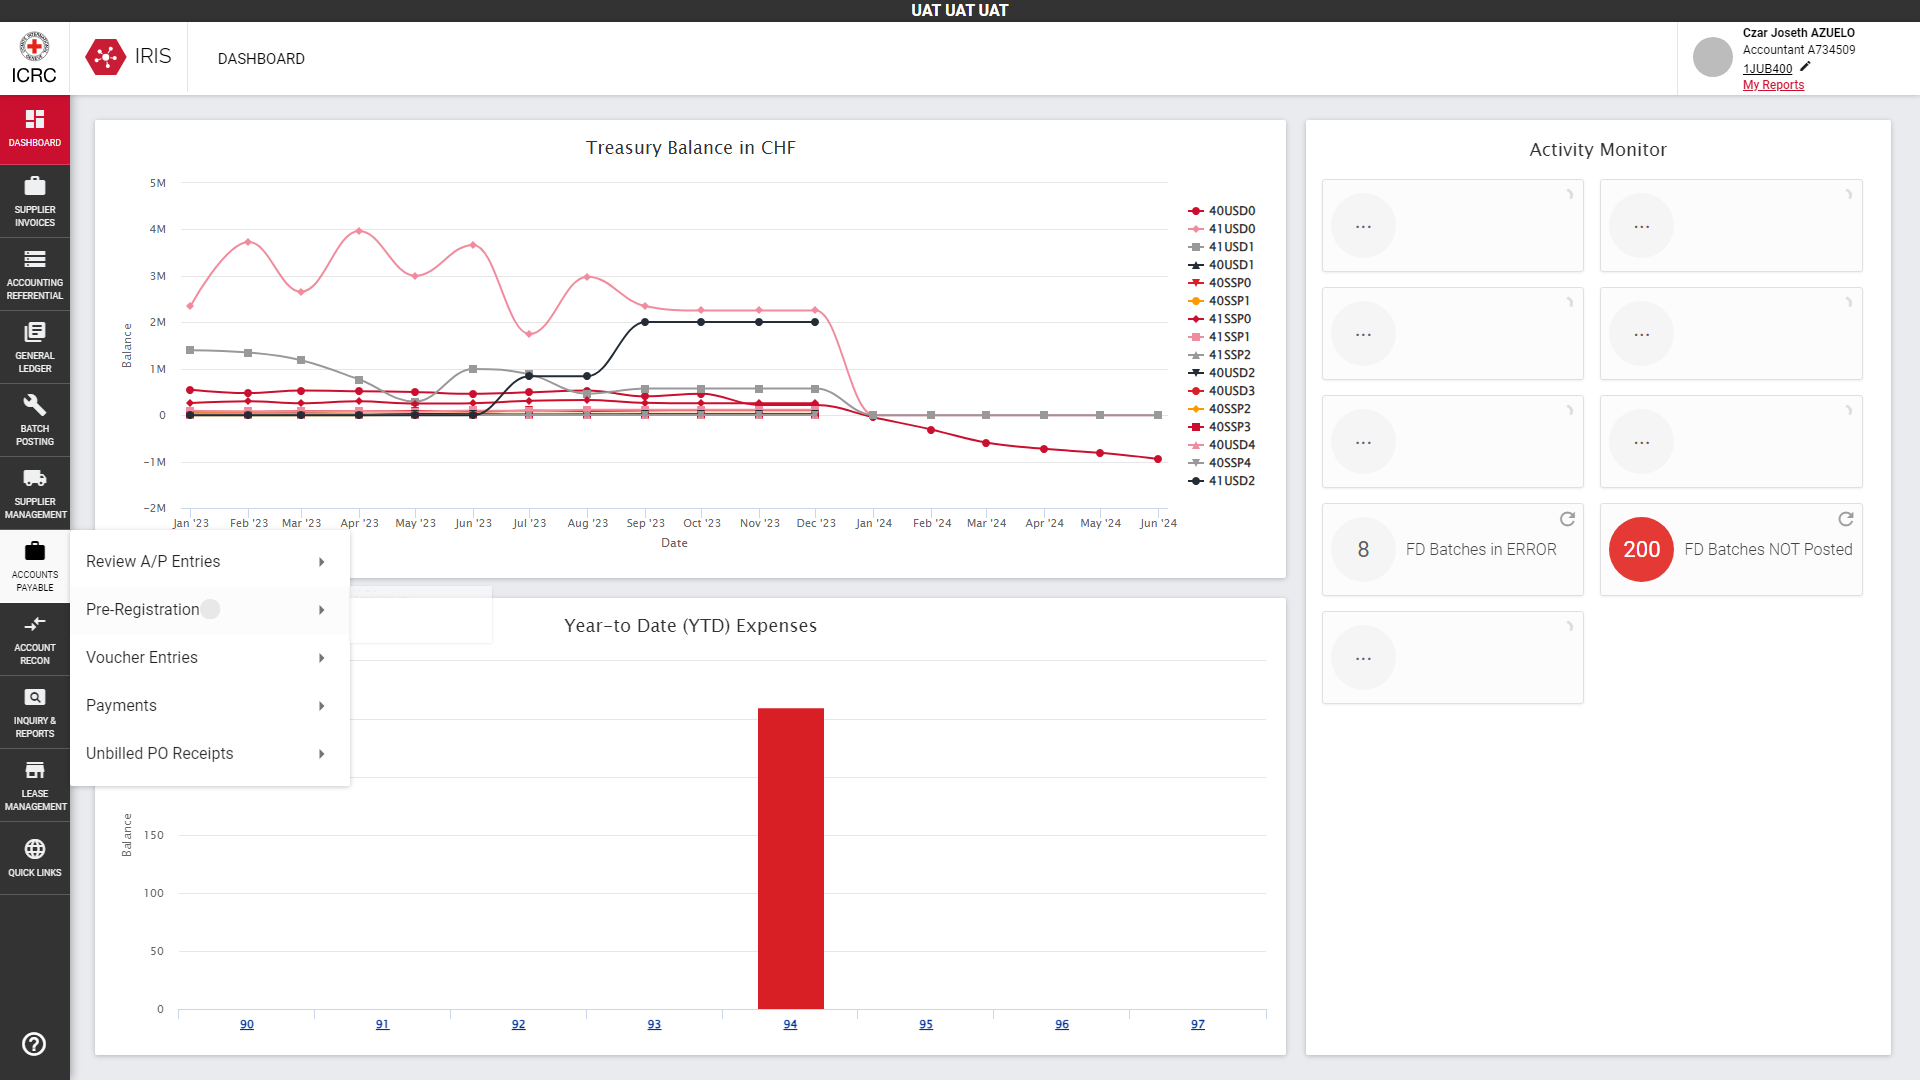 UAT UAT UAT
ICRC
IRIS
DASHBOARD
Czar Joseth AZUELO
Accountant A734509
1JUB400
My Reports
DASHBOARD
SUPPLIER
INVOICES
ACCOUNTING
REFERENTIAL
GENERAL
LEDGER
BATCH
POSTING
SUPPLIER
MANAGEMENT
ACCOUNTS
PAYABLE
ACCOUNT
RECON
INQUIRY &
REPORTS
LEASE
MANAGEMENT
QUICK LINKS
Review A/P Entries
Pre-Registration
Voucher Entries
Payments
Unbilled PO Receipts
Treasury Balance in CHF
Balance
5M
4M
3M
2M
1M
0
-1M
-2M
Jan '23
Feb '23
Mar '23
Apr '23
May '23
Jun '23
Jul '23
Aug '23
Sep '23
Oct '23
Nov '23
Dec '23
Jan '24
Feb '24
Mar '24
Apr '24
May '24
Jun '24
Date
40USD0
41USD0
41USD1
40USD1
40SSP0
40SSP1
41SSP0
41SSP1
41SSP2
40USD2
40USD3
40SSP2
40SSP3
40USD4
40SSP4
41USD2
Year-to Date (YTD) Expenses
Balance
150
100
50
0
90
91
92
93
94
95
96
97
Activity Monitor
...
...
...
...
...
...
8
FD Batches in ERROR
200
FD Batches NOT Posted
...